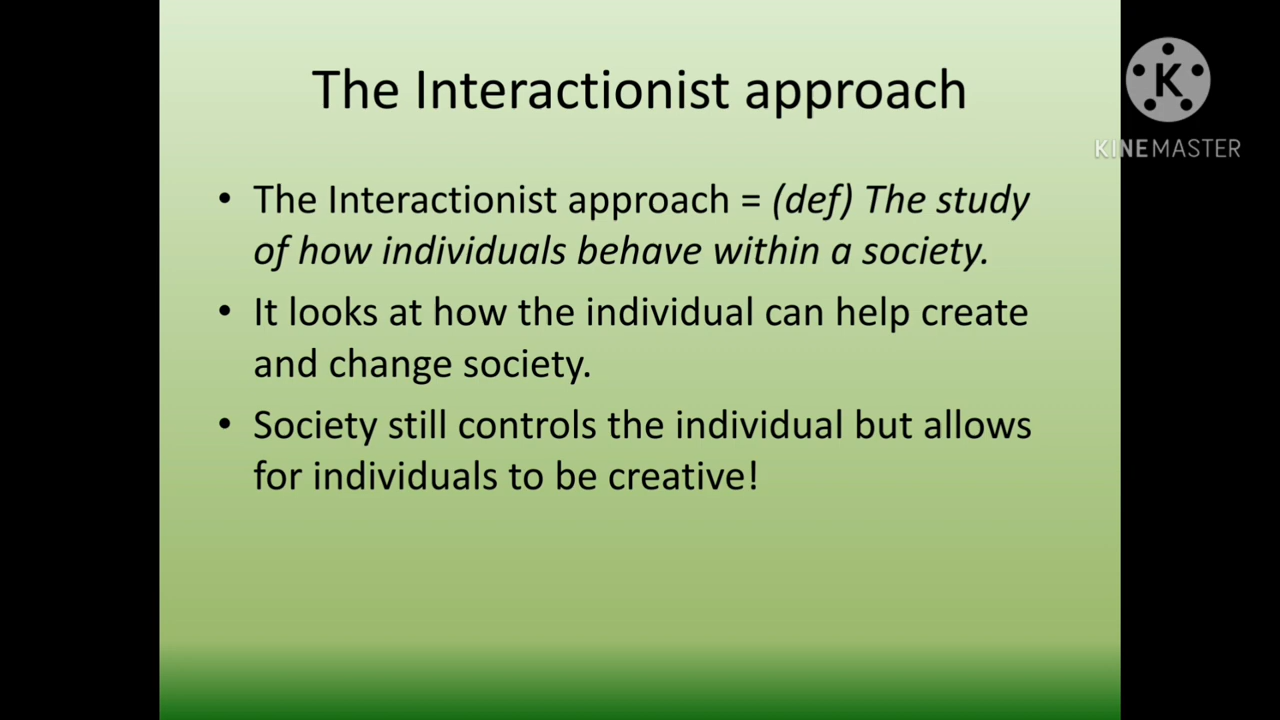 The Interactionist approach
K
KINEMASTER
• The Interactionist approach = (def) The study
of how individuals behave within a society.
• It looks at how the individual can help create
and change society.
• Society still controls the individual but allows
for individuals to be creative!